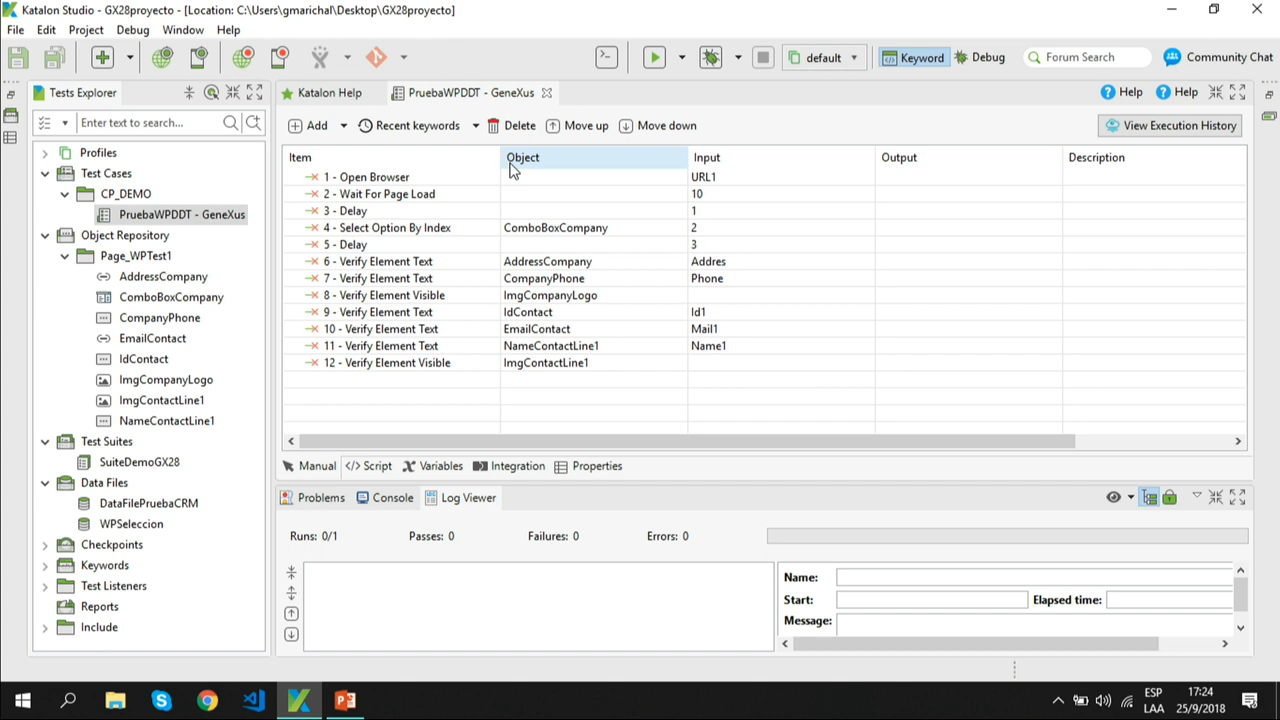 Katalon Studio - GX28proyecto - [Location: C:\Users\gmarichal\Desktop\GX28proyecto]
File Edit Project Debug Window Help
default Keyword Debug Forum Search Community Chat
Tests Explorer
Enter text to search...
Profiles
Test Cases
CP_DEMO
PruebaWPDDT - GeneXus
Object Repository
Page_WPTest1
AddressCompany
ComboBoxCompany
CompanyPhone
EmailContact
IdContact
ImgCompanyLogo
ImgContactLine1
NameContactLine1
Test Suites
SuiteDemoGX28
Data Files
DataFilePruebaCRM
WPSeleccion
Checkpoints
Keywords
Test Listeners
Reports
Include
Katalon Help PruebaWPDDT - GeneXus Help Help
Add Recent keywords Delete Move up Move down View Execution History
Item Object Input Output Description
1 - Open Browser URL1
2 - Wait For Page Load 10
3 - Delay 1
4 - Select Option By Index ComboBoxCompany 2
5 - Delay 3
6 - Verify Element Text AddressCompany Addres
7 - Verify Element Text CompanyPhone Phone
8 - Verify Element Visible ImgCompanyLogo
9 - Verify Element Text IdContact Id1
10 - Verify Element Text EmailContact Mail1
11 - Verify Element Text NameContactLine1 Name1
12 - Verify Element Visible ImgContactLine1
Manual </> Script Variables Integration Properties
Problems Console Log Viewer
Runs: 0/1 Passes: 0 Failures: 0 Errors: 0
Name:
Start: Elapsed time:
Message:
ESP 17:24
LAA 25/9/2018